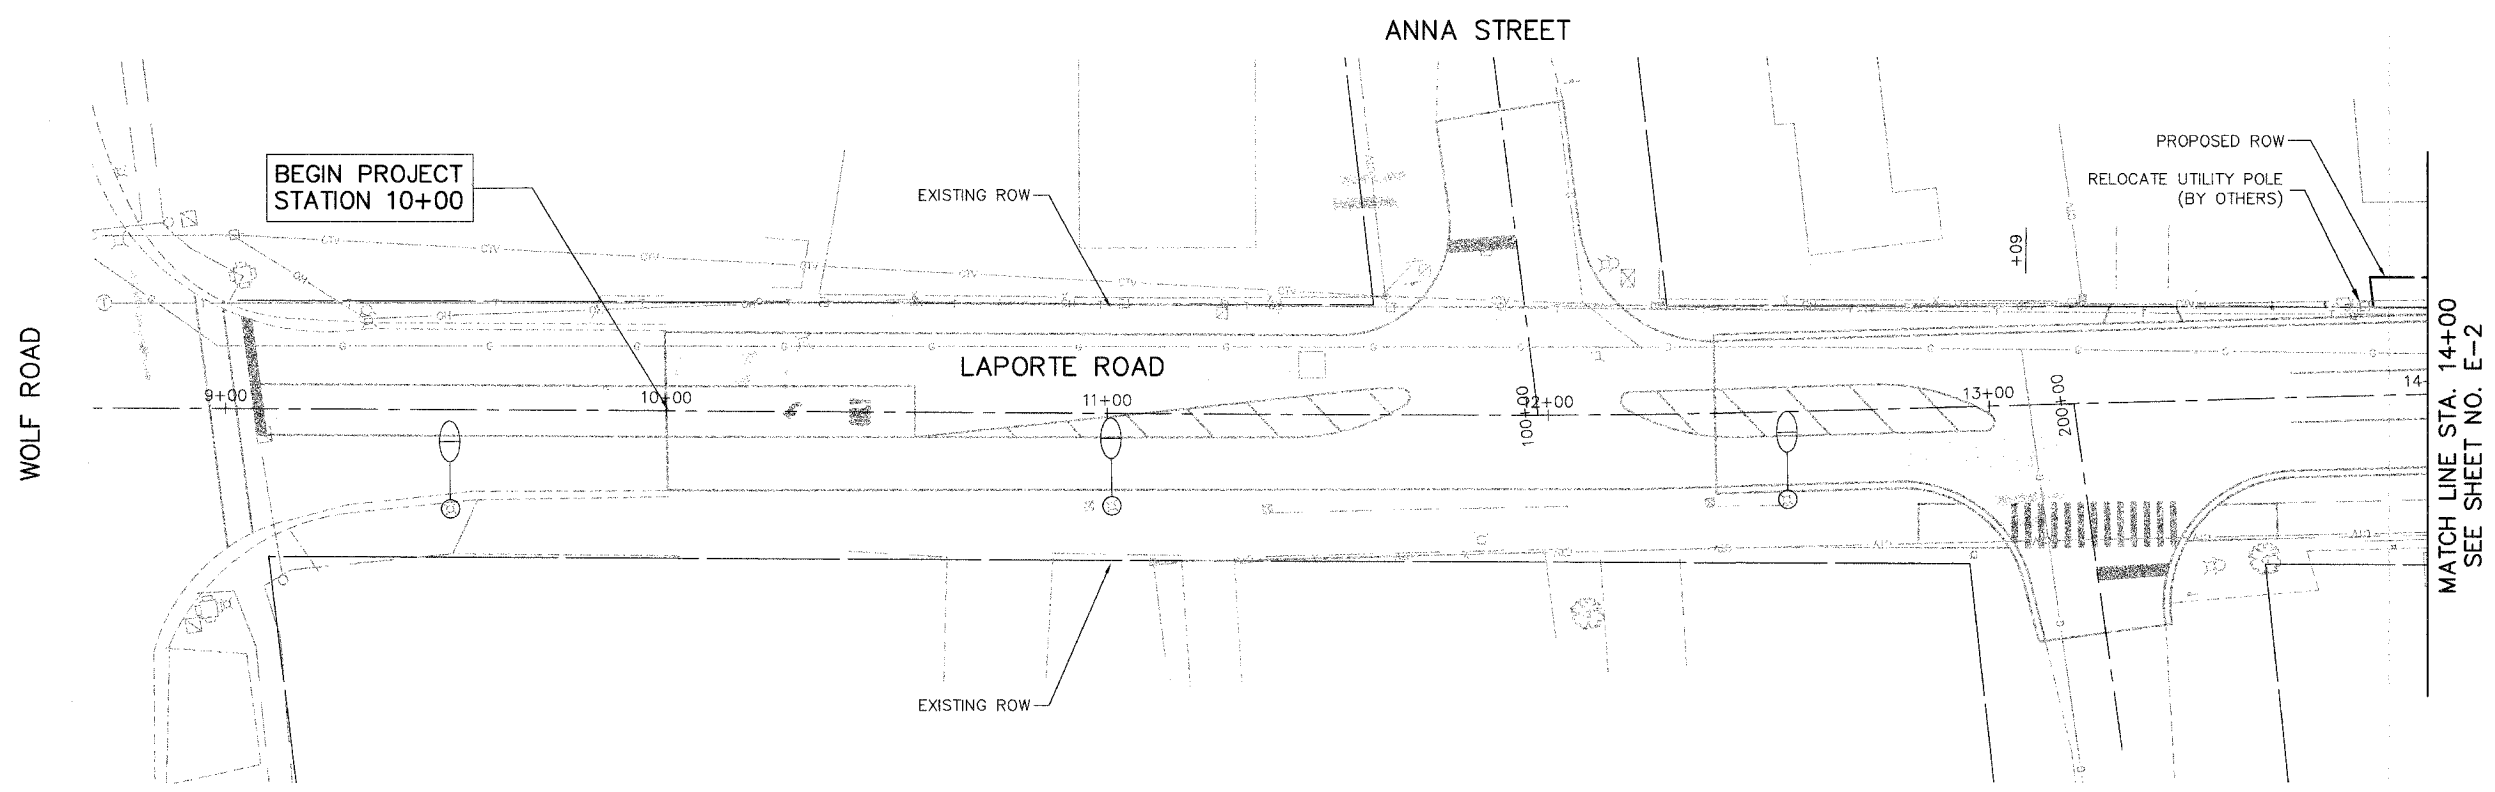 ANNA STREET
PROPOSED ROW
BEGIN PROJECT
STATION 10+00
EXISTING ROW
RELOCATE UTILITY POLE
(BY OTHERS)
+09
WOLF ROAD
LAPORTE ROAD
9+00
10+00
11+00
100+00
12+00
13+00
200+00
14
MATCH LINE STA. 14+00
SEE SHEET NO. E-2
EXISTING ROW